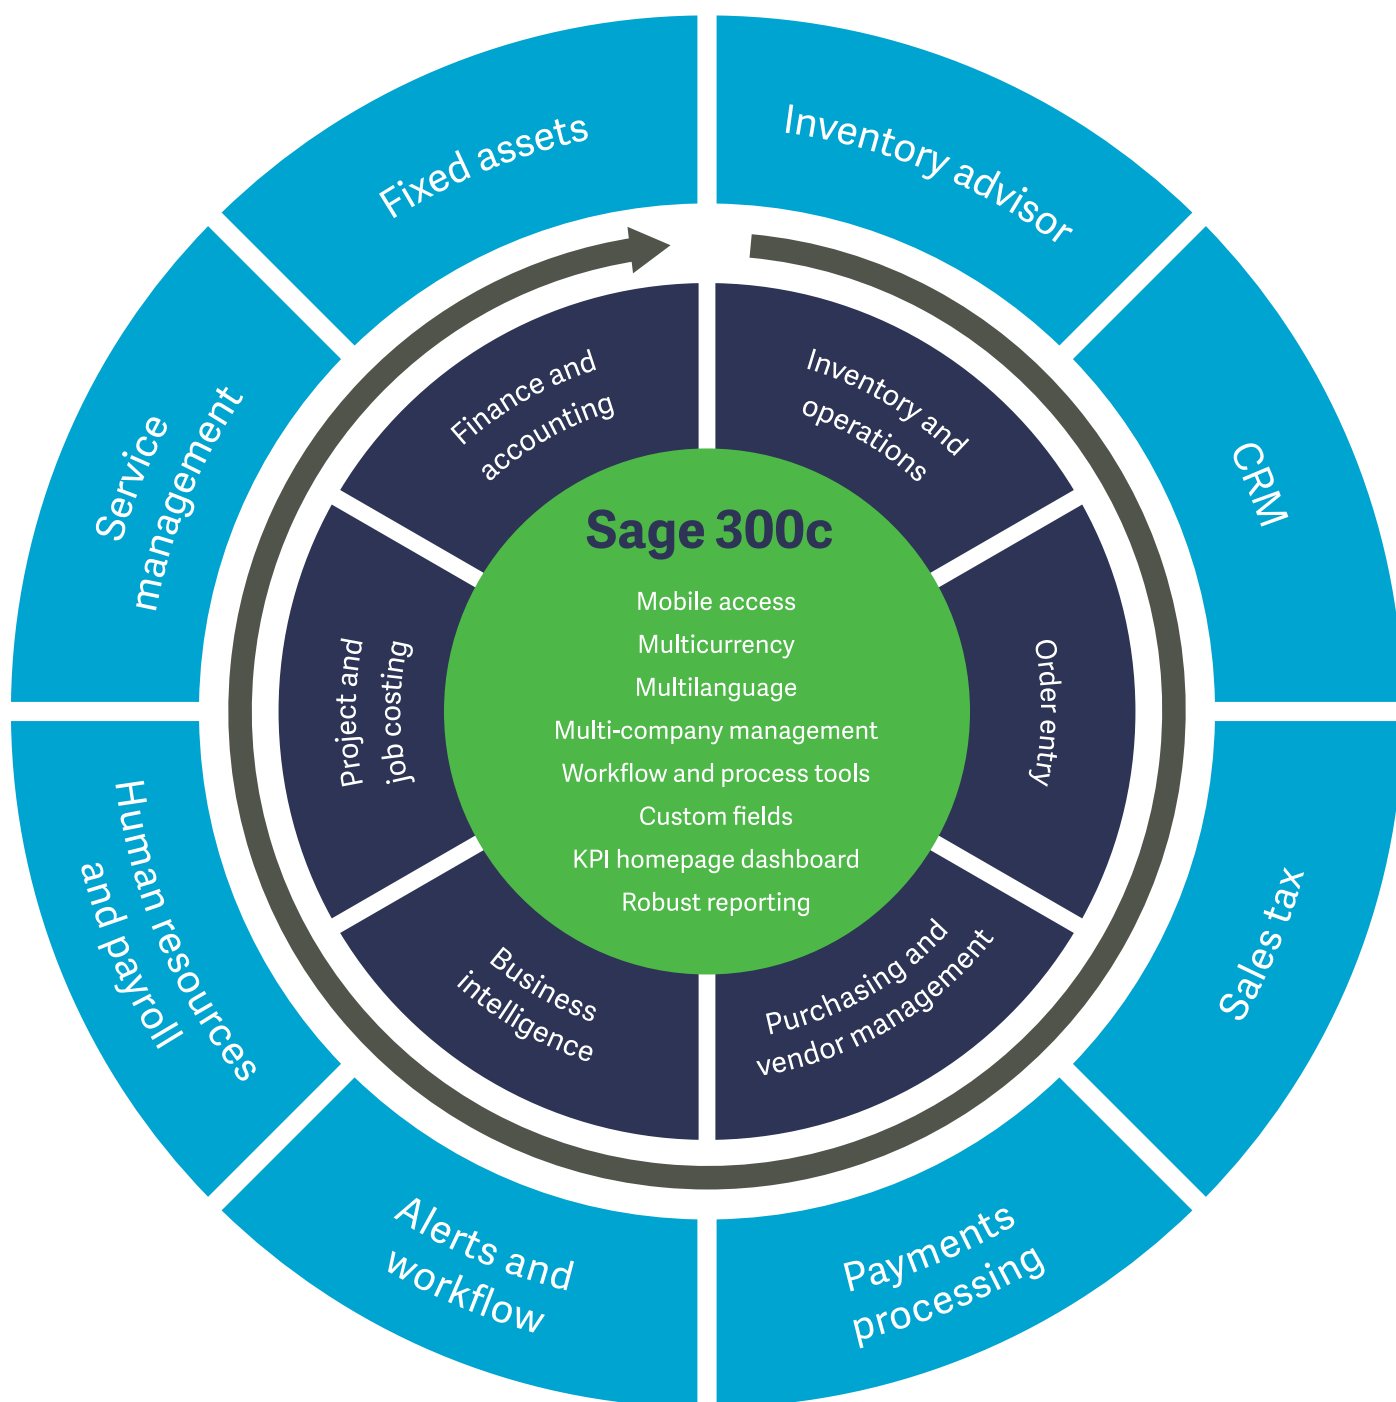 Fixed assets
Inventory advisor
CRM
Sales tax
Payments
processing
Alerts and
workflow
Human resources
and payroll
Service
management
Finance and
accounting
Inventory and
operations
Order entry
Purchasing and
vendor management
Business
intelligence
Project and
job costing
Sage 300c
Mobile access
Multicurrency
Multilanguage
Multi-company management
Workflow and process tools
Custom fields
KPI homepage dashboard
Robust reporting